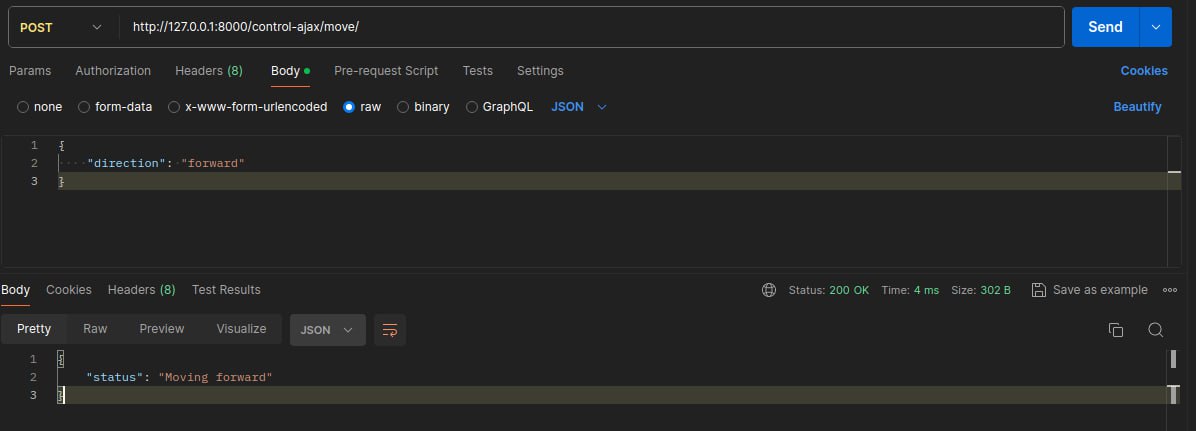 POST http://127.0.0.1:8000/control-ajax/move/ Send
Params Authorization Headers (8) Body Pre-request Script Tests Settings Cookies
none form-data x-www-form-urlencoded raw binary GraphQL JSON Beautify
1 {
2 "direction": "forward"
3 }
Body Cookies Headers (8) Test Results Status: 200 OK Time: 4 ms Size: 302 B Save as example
Pretty Raw Preview Visualize JSON
1 {
2 "status": "Moving forward"
3 }